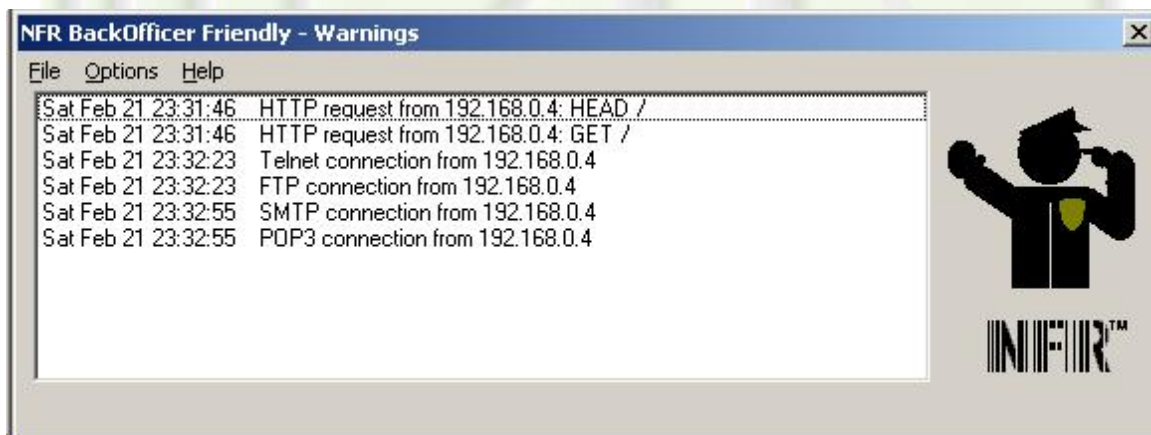 NFR BackOfficer Friendly - Warnings
File Options Help
Sat Feb 21 23:31:46 HTTP request from 192.168.0.4: HEAD /
Sat Feb 21 23:31:46 HTTP request from 192.168.0.4: GET /
Sat Feb 21 23:32:23 Telnet connection from 192.168.0.4
Sat Feb 21 23:32:23 FTP connection from 192.168.0.4
Sat Feb 21 23:32:55 SMTP connection from 192.168.0.4
Sat Feb 21 23:32:55 POP3 connection from 192.168.0.4
NFR™